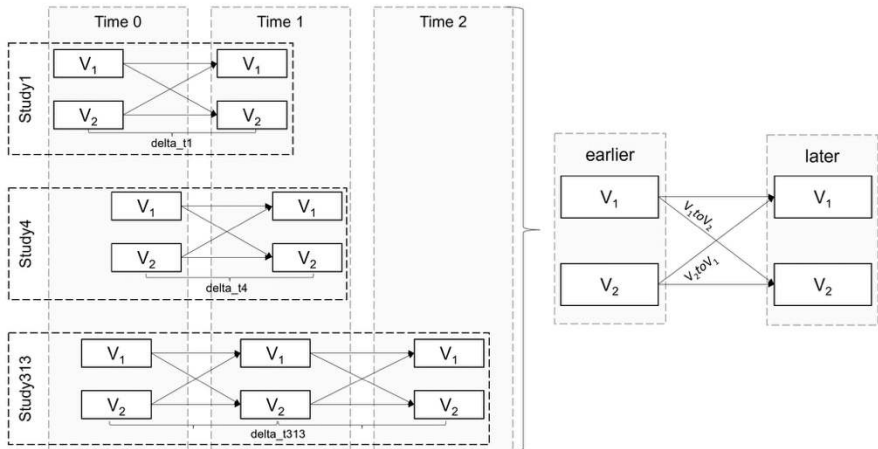 Time 0
Time 1
Time 2
Study1
V1
V1
V2
V2
delta_t1
Study4
V1
V1
V2
V2
delta_t4
Study313
V1
V1
V1
V2
V2
V2
delta_t313
earlier
later
V1
V1
V1toV2
V2toV1
V2
V2